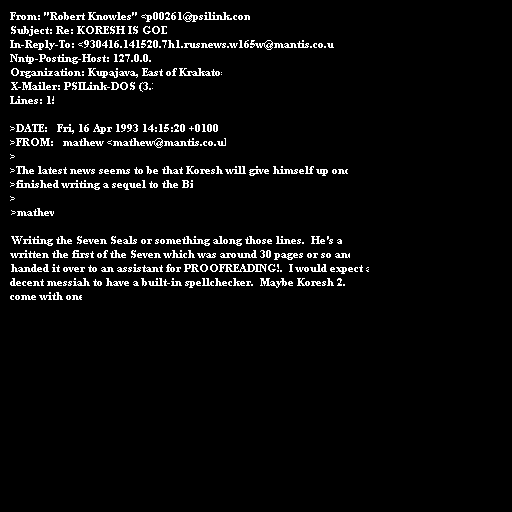 From: "Robert Knowles" <p00261@psilink.con
Subject: Re: KORESH IS GOD
In-Reply-To: <930416.141520.7h1.rusnews.w165w@mantis.co.u
Nntp-Posting-Host: 127.0.0.
Organization: Kupajava, East of Krakato
X-Mailer: PSILink-DOS (3.
Lines: 1

>DATE:   Fri, 16 Apr 1993 14:15:20 +0100
>FROM:   mathew <mathew@mantis.co.u
>
>The latest news seems to be that Koresh will give himself up onc
>finished writing a sequel to the Bi
>
>mathew

Writing the Seven Seals or something along those lines.  He's a
written the first of the Seven which was around 30 pages or so and
handed it over to an assistant for PROOFREADING!.  I would expect a
decent messiah to have a built-in spellchecker.  Maybe Koresh 2.
come with one